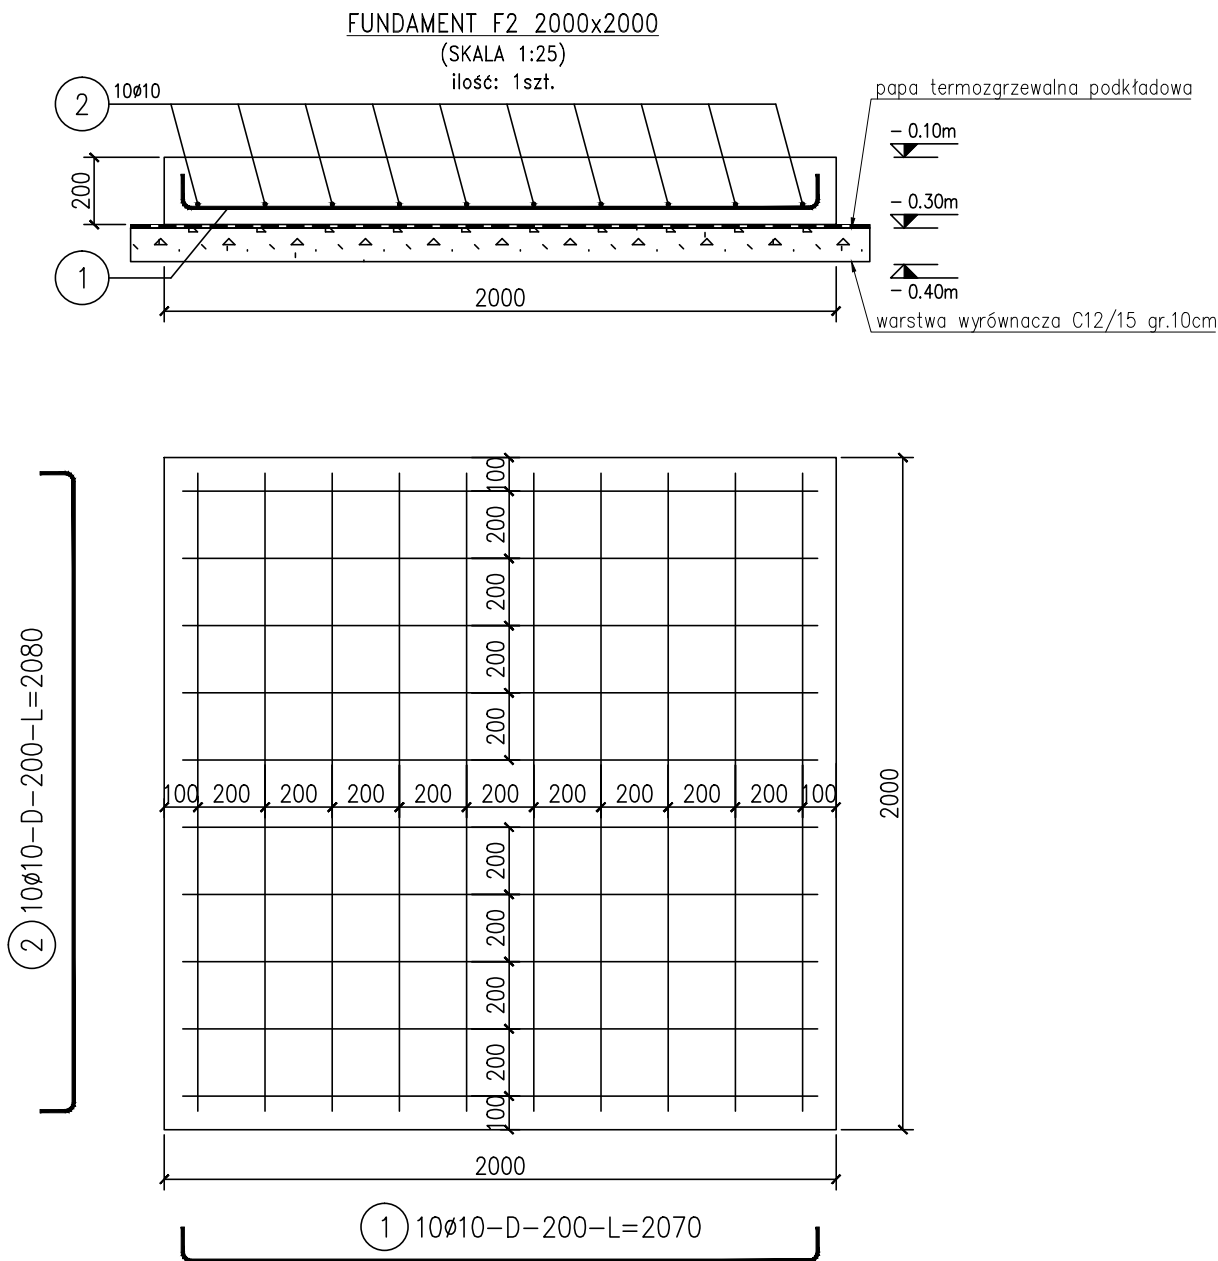 FUNDAMENT F2 2000x2000
(SKALA 1:25)
ilość: 1szt.
2 10ø10
papa termozgrzewalna podkładowa
- 0.10m
200
- 0.30m
1
- 0.40m
2000
warstwa wyrównacza C12/15 gr.10cm
100
200
200
200
200
100 200 200 200 200 200 200 200 200 200 100
200
200
200
200
100
2000
2000
2 10ø10-D-200-L=2080
1 10ø10-D-200-L=2070